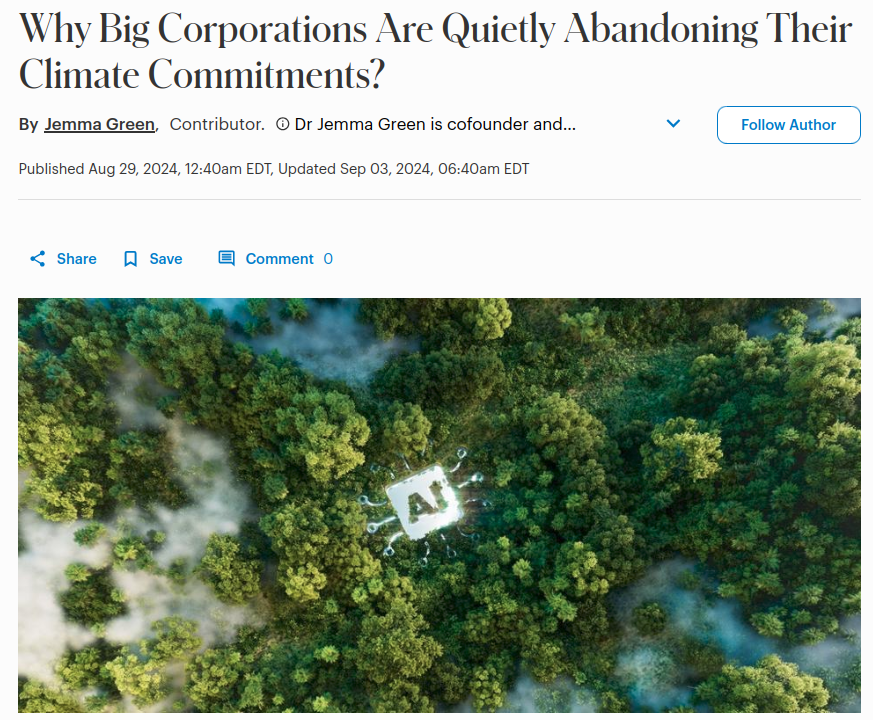 Why Big Corporations Are Quietly Abandoning Their
Climate Commitments?
By Jemma Green, Contributor. ⓘ Dr Jemma Green is cofounder and...
Follow Author
Published Aug 29, 2024, 12:40am EDT, Updated Sep 03, 2024, 06:40am EDT
Share Save Comment 0
AI